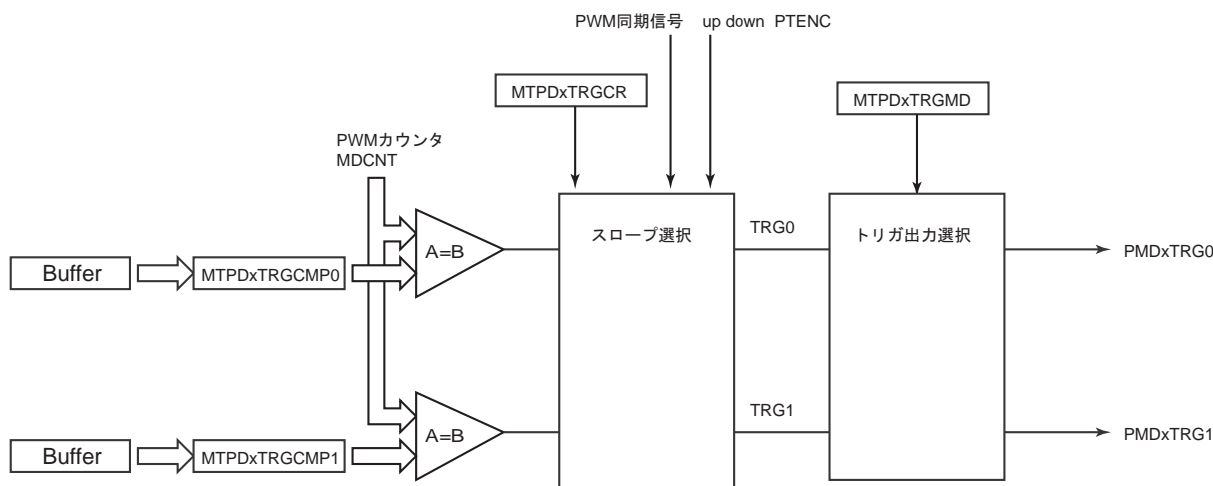 PWM同期信号 up down PTENC
MTPDxTRGCR
MTPDxTRGMD
PWMカウンタ
MDCNT
スロープ選択
TRG0
トリガ出力選択
A=B
PMDxTRG0
Buffer
MTPDxTRGCMP0
TRG1
A=B
PMDxTRG1
Buffer
MTPDxTRGCMP1